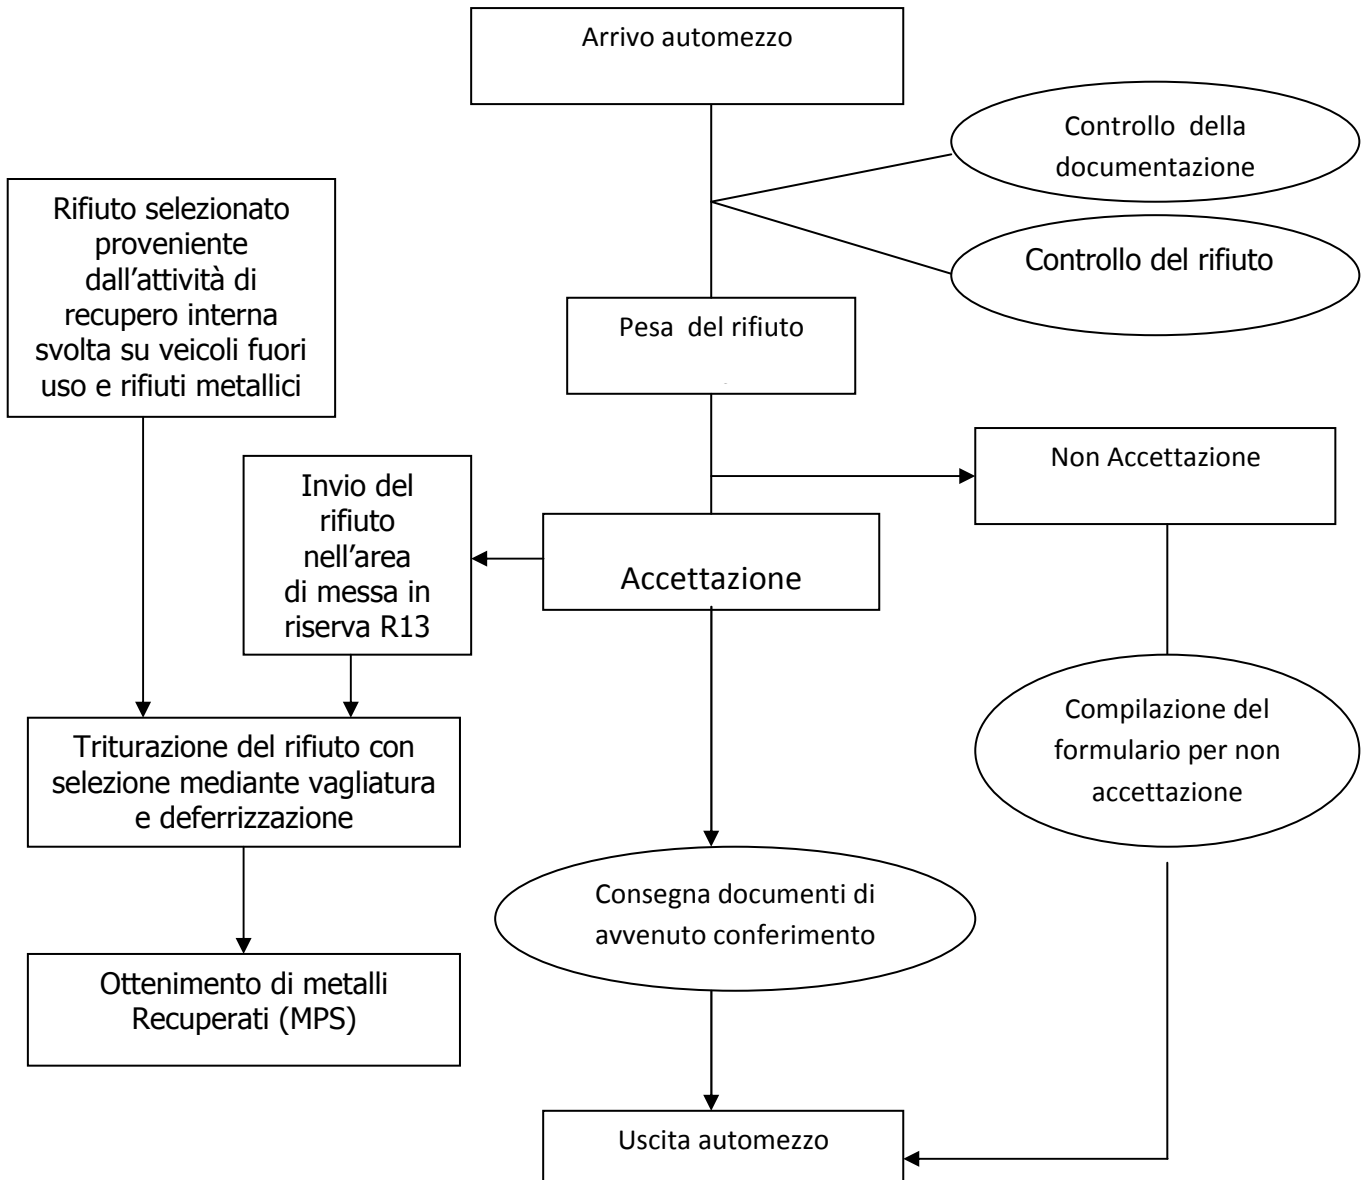 Arrivo automezzo
Controllo della
documentazione
Rifiuto selezionato
proveniente
dall’attività di
recupero interna
svolta su veicoli fuori
uso e rifiuti metallici
Controllo del rifiuto
Pesa del rifiuto
Non Accettazione
Invio del
rifiuto
nell’area
di messa in
riserva R13
Accettazione
Compilazione del
formulario per non
accettazione
Triturazione del rifiuto con
selezione mediante vagliatura
e deferrizzazione
Consegna documenti di
avvenuto conferimento
Ottenimento di metalli
Recuperati (MPS)
Uscita automezzo